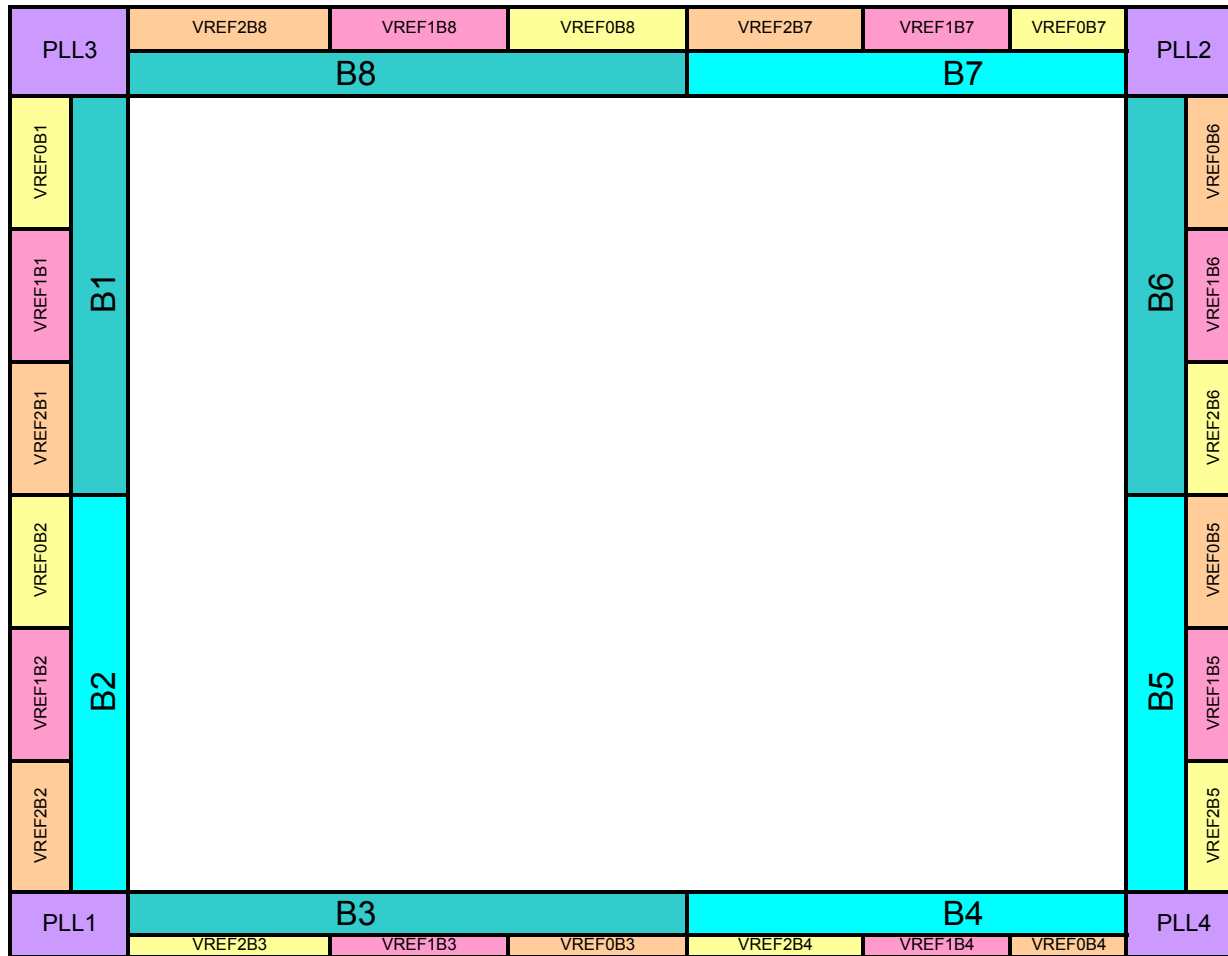 PLL3
VREF2B8
VREF1B8
VREF0B8
VREF2B7
VREF1B7
VREF0B7
PLL2
B8
B7
VREF0B1
VREF1B1
VREF2B1
B1
VREF0B2
VREF1B2
VREF2B2
B2
B6
VREF0B6
VREF1B6
VREF2B6
B5
VREF0B5
VREF1B5
VREF2B5
PLL1
B3
B4
PLL4
VREF2B3
VREF1B3
VREF0B3
VREF2B4
VREF1B4
VREF0B4